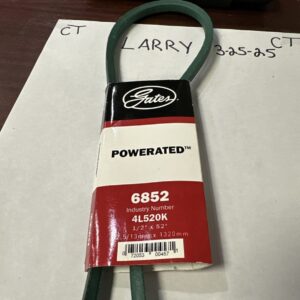 CT LARRY 3-25-25 CT
Gates
POWERATED™
6852
Industry Number
4L520K
1/2" x 52"